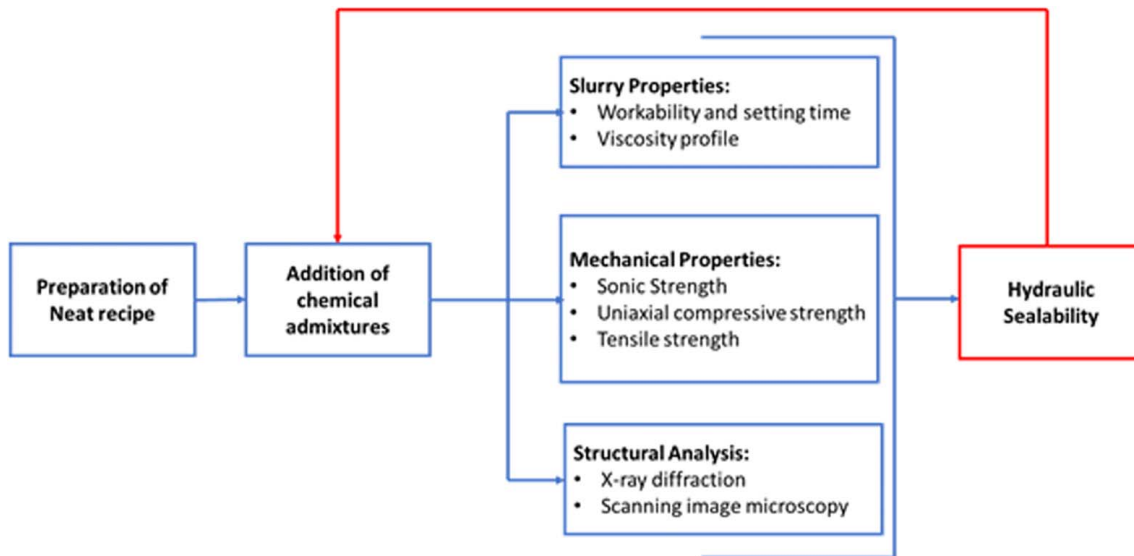 Preparation of
Neat recipe
Addition of
chemical
admixtures
Slurry Properties:
• Workability and setting time
• Viscosity profile
Mechanical Properties:
• Sonic Strength
• Uniaxial compressive strength
• Tensile strength
Structural Analysis:
• X-ray diffraction
• Scanning image microscopy
Hydraulic
Sealability